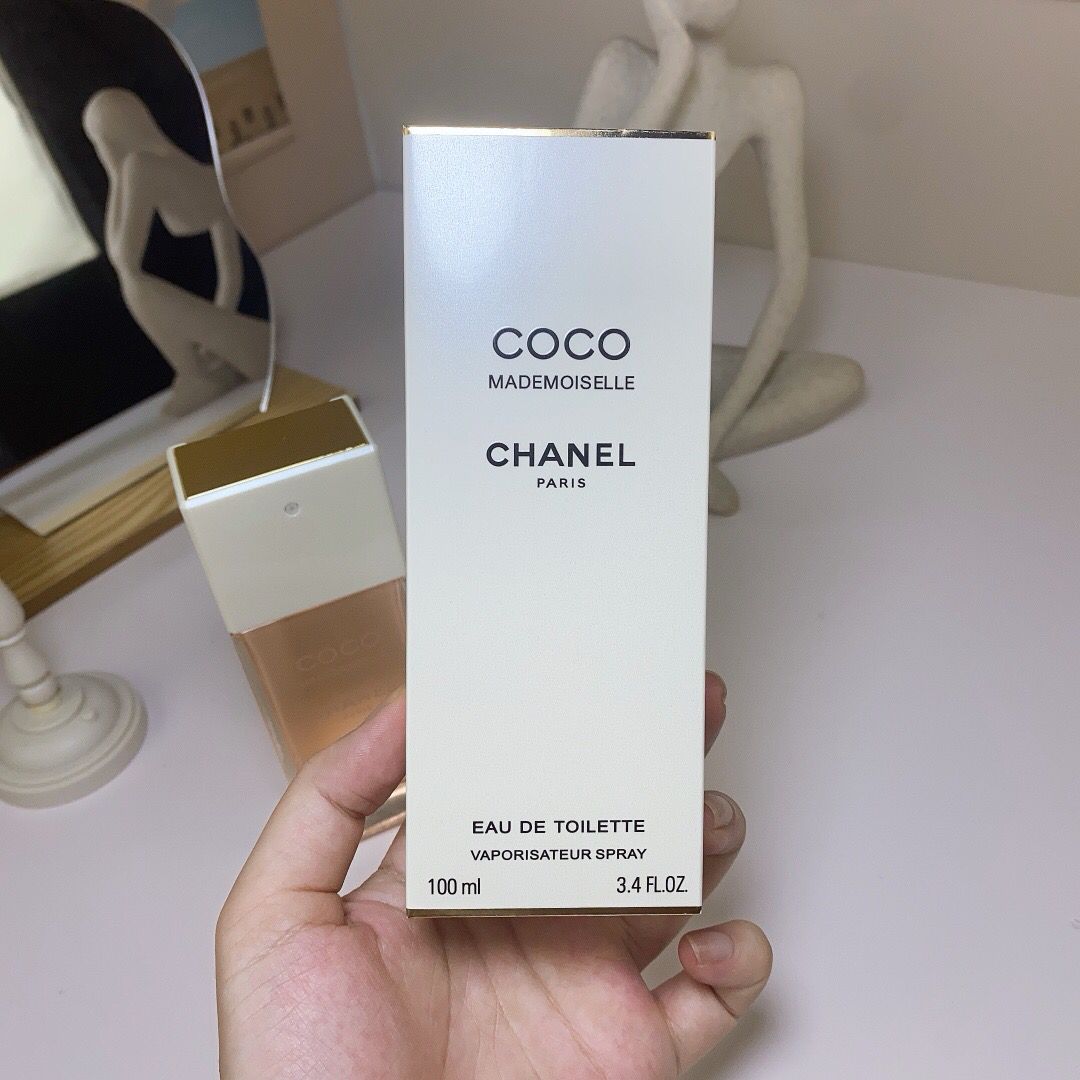 COCO
MADEMOISELLE
CHANEL
PARIS
COCO
EAU DE TOILETTE
VAPORISATEUR SPRAY
100 ml 3.4 FL.OZ.